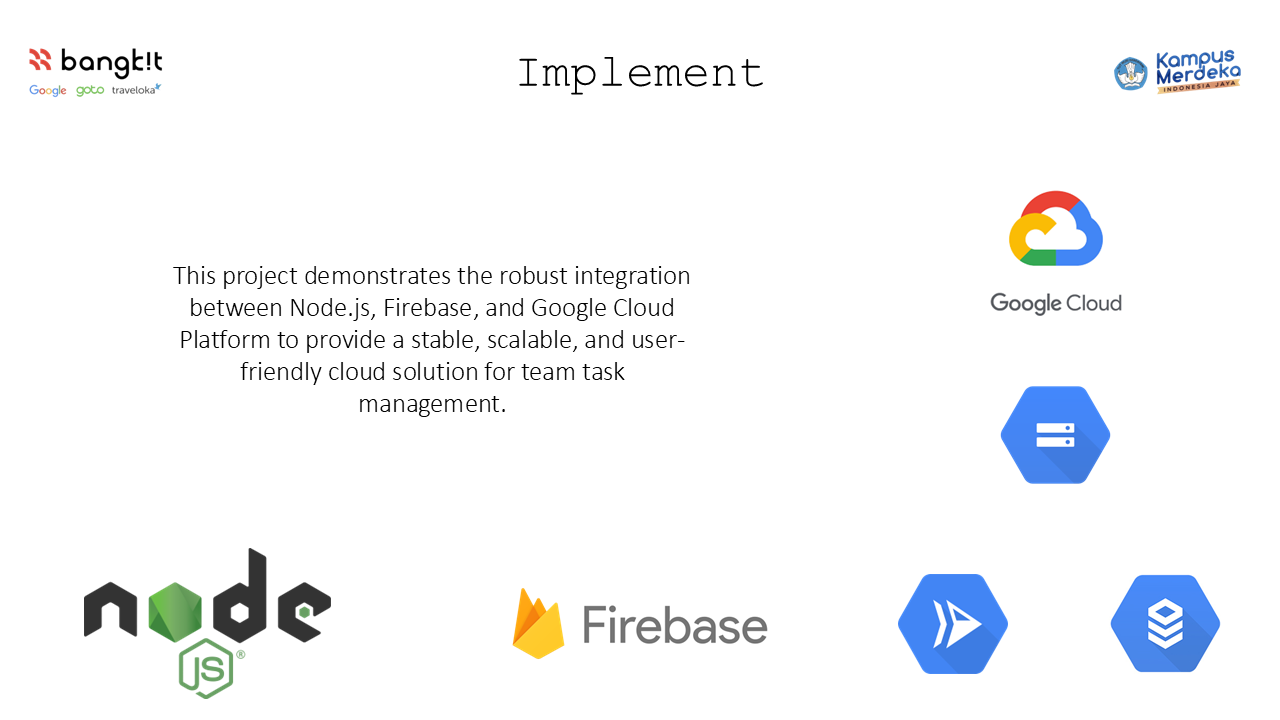 bangk!t
Google goto traveloka
Implement
Kampus
Merdeka
INDONESIA JAYA
This project demonstrates the robust integration
between Node.js, Firebase, and Google Cloud
Platform to provide a stable, scalable, and user-
friendly cloud solution for team task
management.
Google Cloud
node
JS®
Firebase